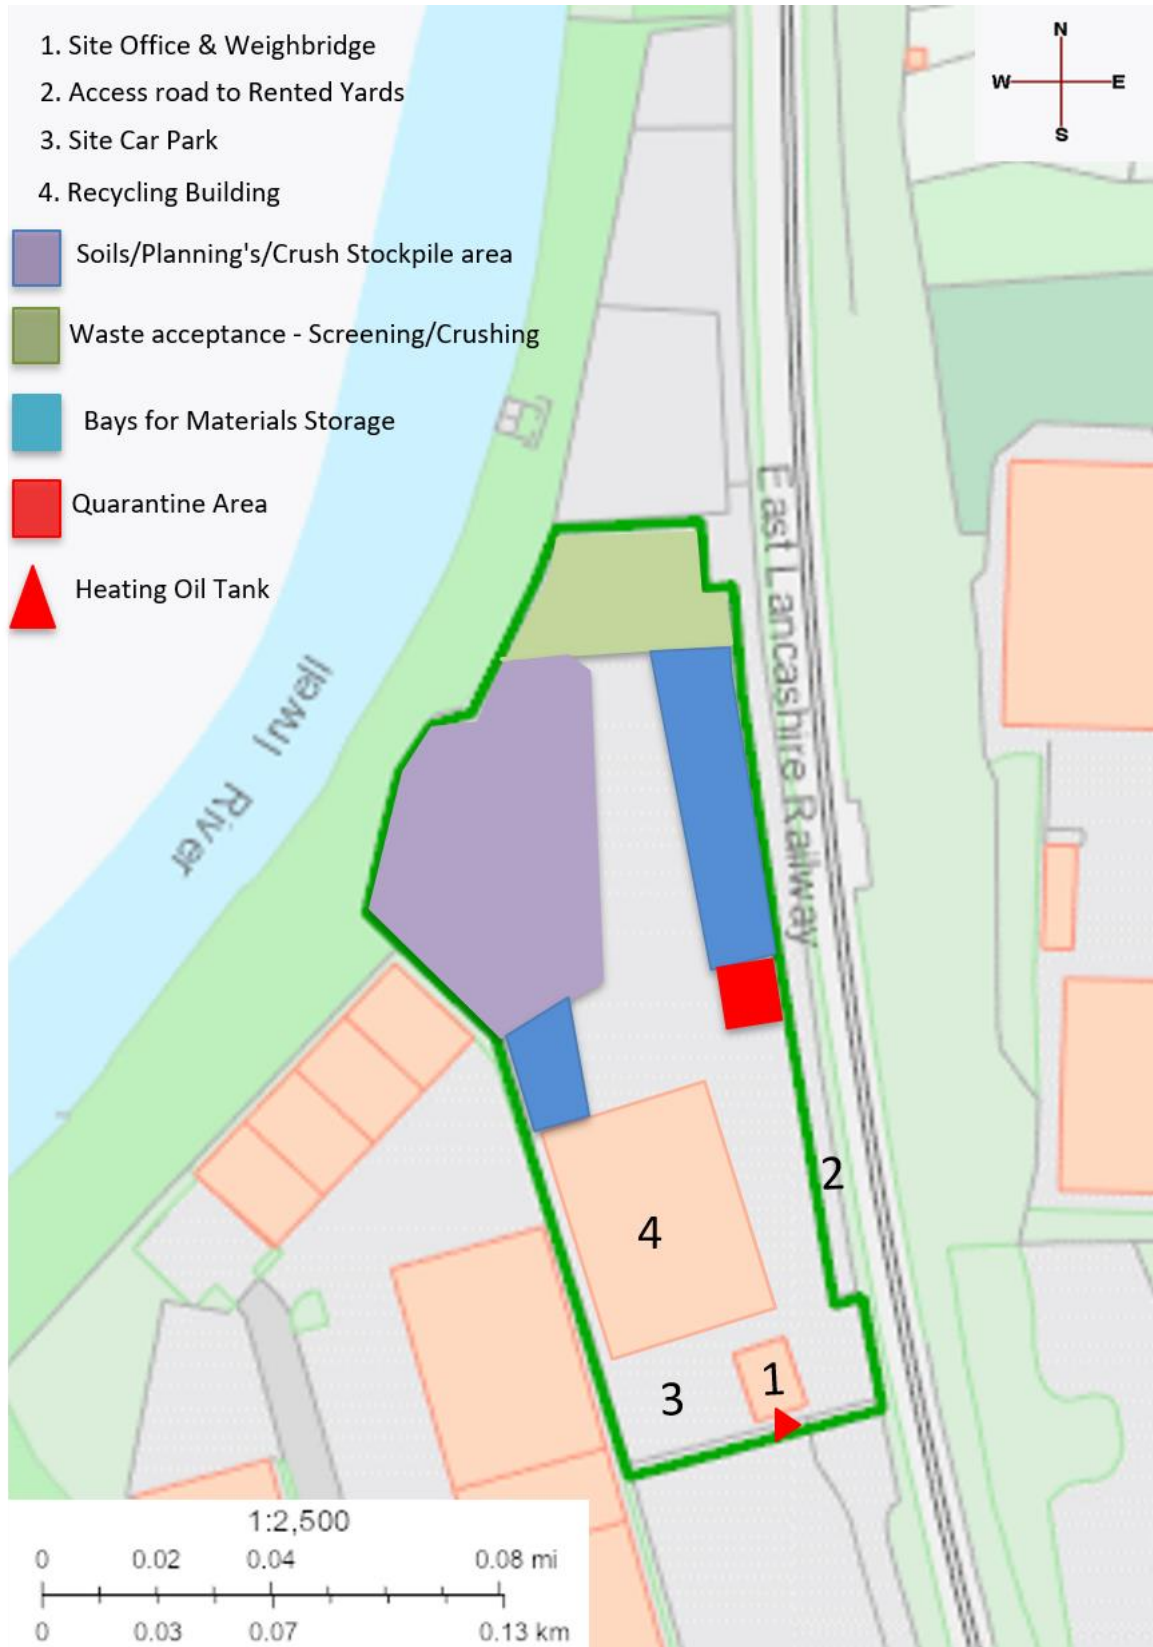 1. Site Office & Weighbridge
2. Access road to Rented Yards
3. Site Car Park
4. Recycling Building
Soils/Planning's/Crush Stockpile area
Waste acceptance - Screening/Crushing
Bays for Materials Storage
Quarantine Area
Heating Oil Tank
N
W E
S
East Lancashire Railway
River Irwell
2
4
1
3
1:2,500
0 0.02 0.04 0.08 mi
0 0.03 0.07 0.13 km